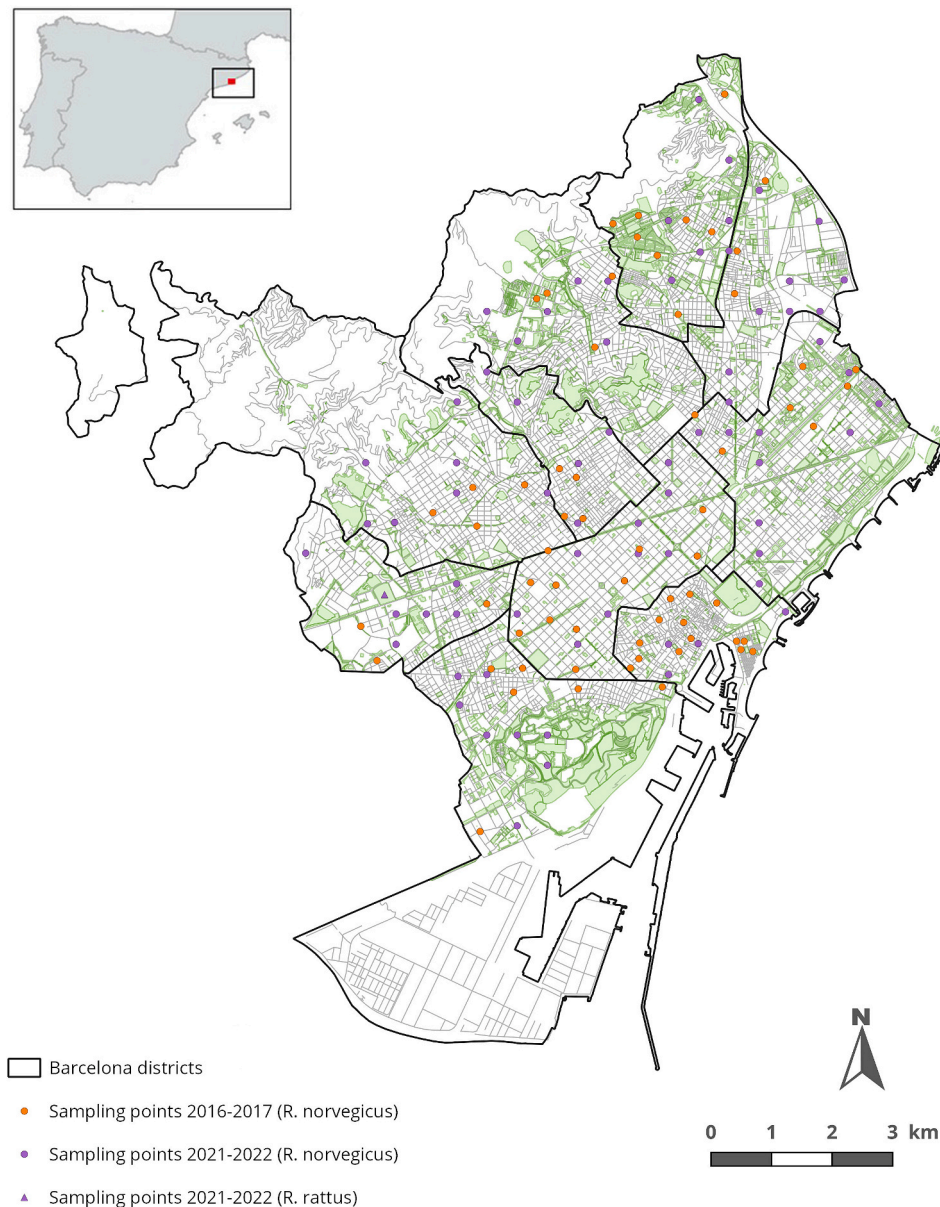 N
Barcelona districts
Sampling points 2016-2017 (R. norvegicus)
Sampling points 2021-2022 (R. norvegicus)
Sampling points 2021-2022 (R. rattus)
0 1 2 3 km